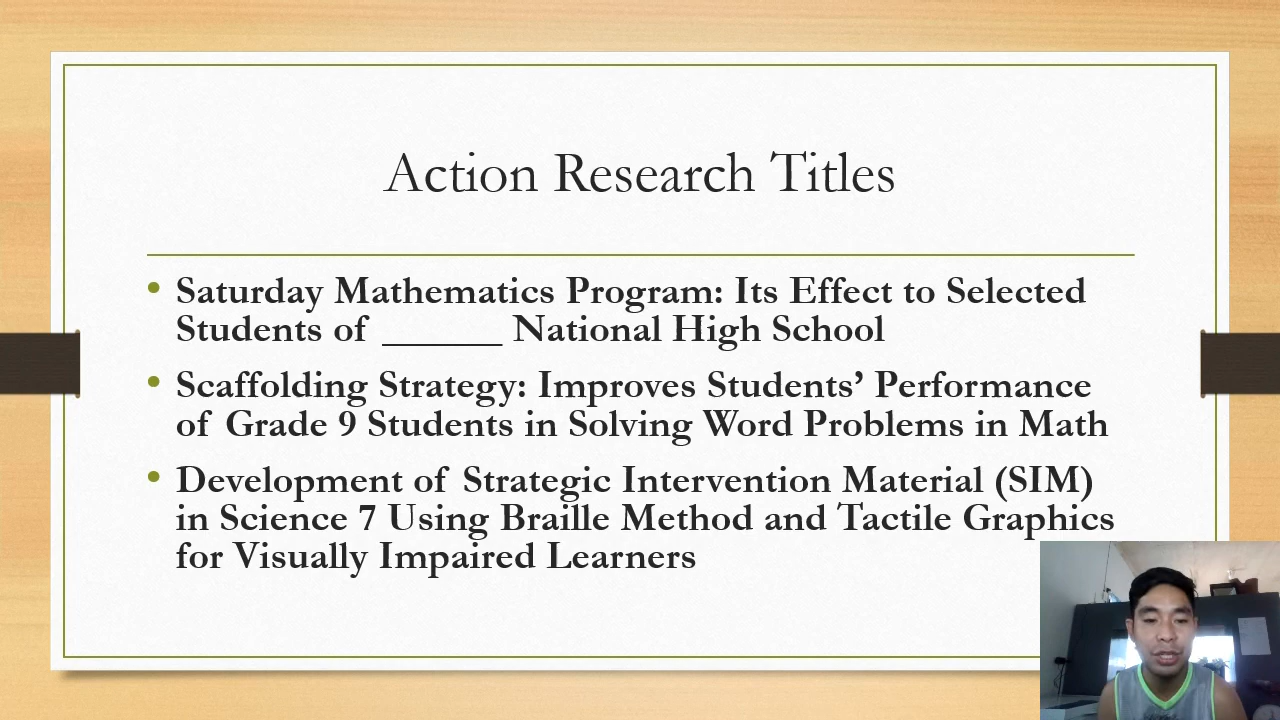 Action Research Titles
• Saturday Mathematics Program: Its Effect to Selected
Students of ______ National High School
• Scaffolding Strategy: Improves Students’ Performance
of Grade 9 Students in Solving Word Problems in Math
• Development of Strategic Intervention Material (SIM)
in Science 7 Using Braille Method and Tactile Graphics
for Visually Impaired Learners